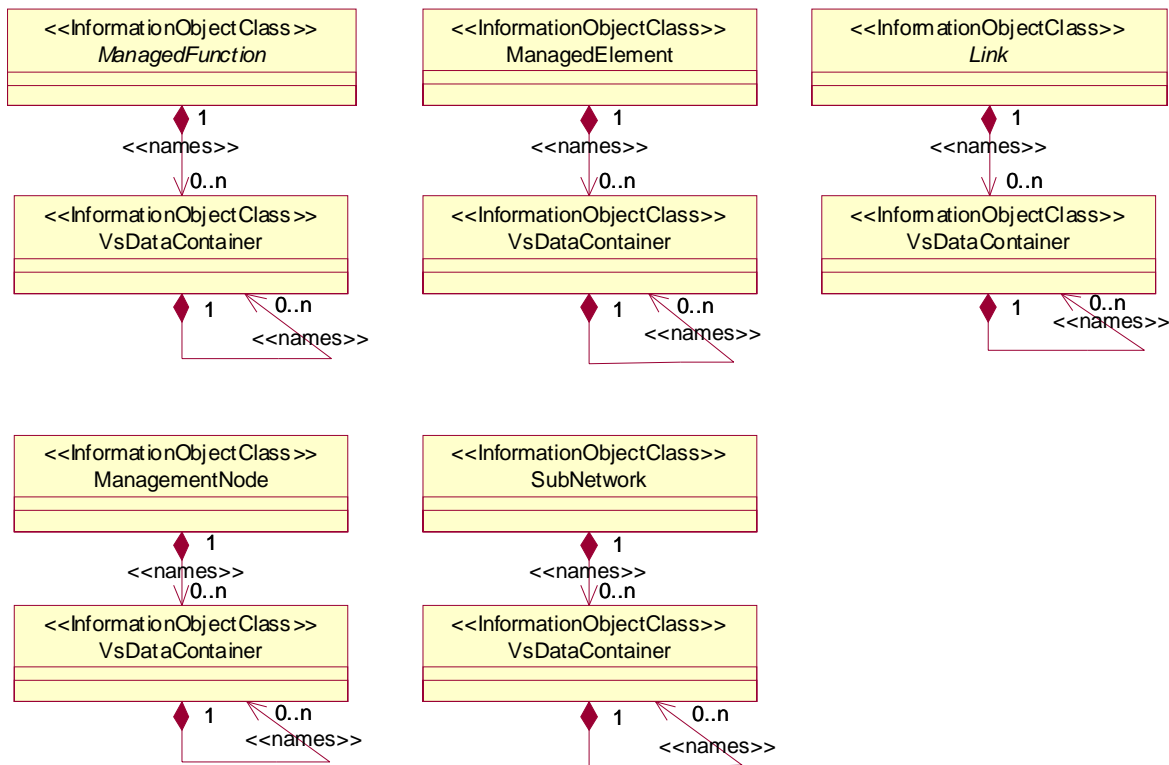 <<InformationObjectClass>>
ManagedFunction
1
<<names>>
0..n
<<InformationObjectClass>>
VsDataContainer
1
0..n
<<names>>
<<InformationObjectClass>>
ManagedElement
1
<<names>>
0..n
<<InformationObjectClass>>
VsDataContainer
1
0..n
<<names>>
<<InformationObjectClass>>
Link
1
<<names>>
0..n
<<InformationObjectClass>>
VsDataContainer
1
0..n
<<names>>
<<InformationObjectClass>>
ManagementNode
1
<<names>>
0..n
<<InformationObjectClass>>
VsDataContainer
1
0..n
<<names>>
<<InformationObjectClass>>
SubNetwork
1
<<names>>
0..n
<<InformationObjectClass>>
VsDataContainer
1
0..n
<<names>>